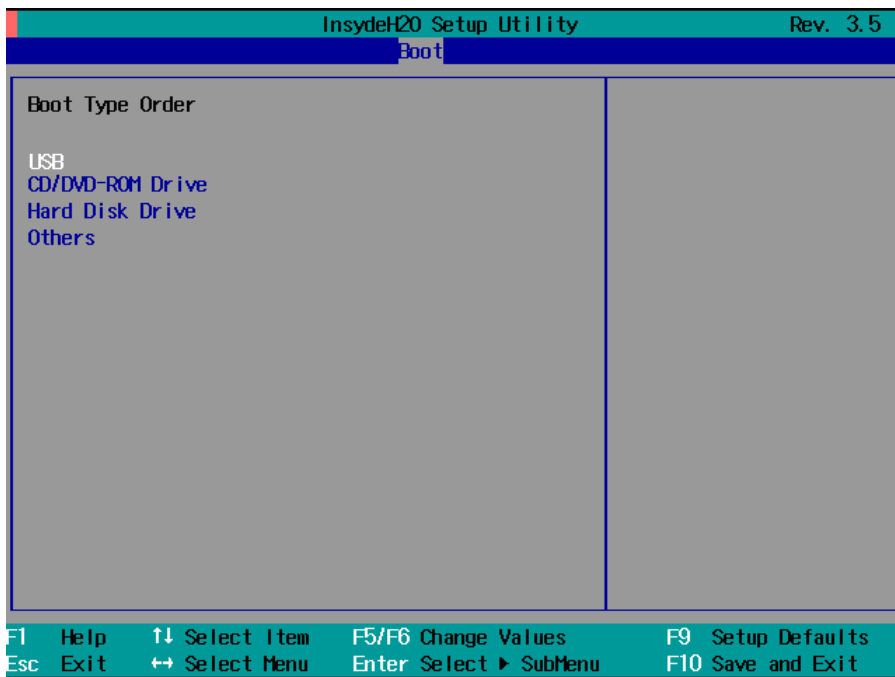 InsydeH2O Setup Utility Rev. 3.5
Boot
Boot Type Order
USB
CD/DVD-ROM Drive
Hard Disk Drive
Others
F1 Help ↑↓ Select Item F5/F6 Change Values F9 Setup Defaults
Esc Exit ↔ Select Menu Enter Select ▶ SubMenu F10 Save and Exit